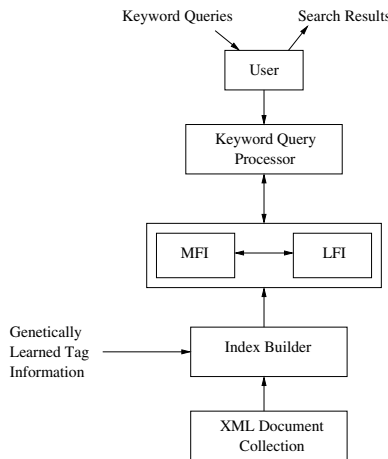 Keyword Queries
Search Results
User
Keyword Query
Processor
MFI
LFI
Genetically
Learned Tag
Information
Index Builder
XML Document
Collection